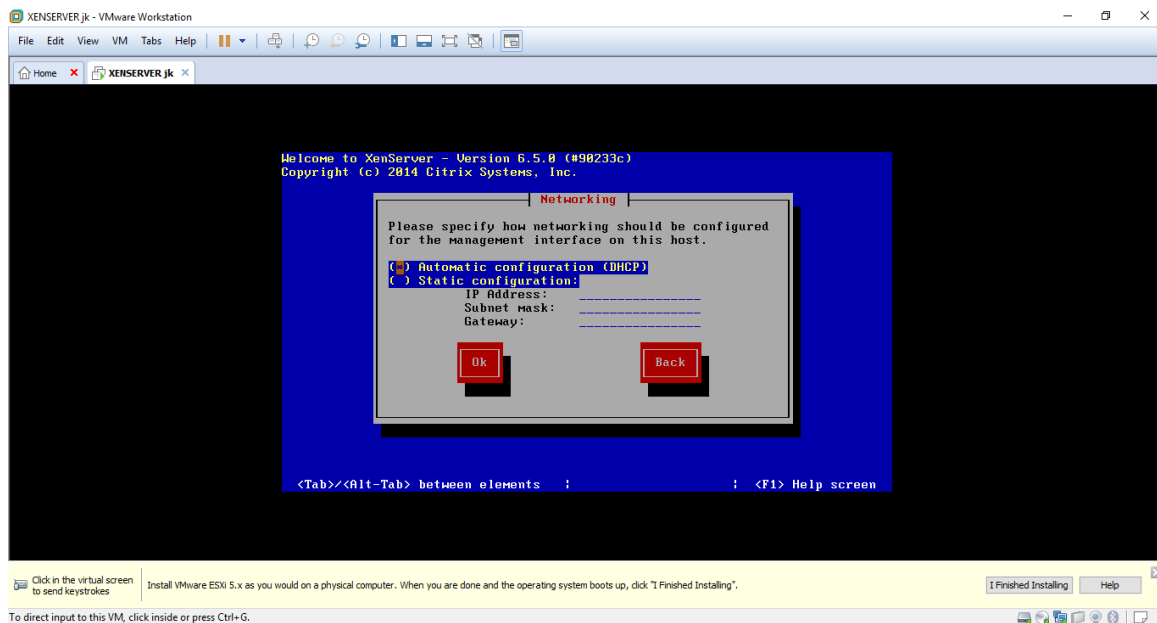 XENSERVER jk - VMware Workstation
File Edit View VM Tabs Help
Home XENSERVER jk
Welcome to XenServer - Version 6.5.0 (#90233c)
Copyright (c) 2014 Citrix Systems, Inc.
Networking
Please specify how networking should be configured
for the management interface on this host.
(*) Automatic configuration (DHCP)
( ) Static configuration:
IP Address: ________________
Subnet mask: ________________
Gateway: ________________
Ok Back
<Tab>/<Alt-Tab> between elements ¦ ¦ <F1> Help screen
Click in the virtual screen
to send keystrokes
Install VMware ESXi 5.x as you would on a physical computer. When you are done and the operating system boots up, click "I Finished Installing".
I Finished Installing Help
To direct input to this VM, click inside or press Ctrl+G.